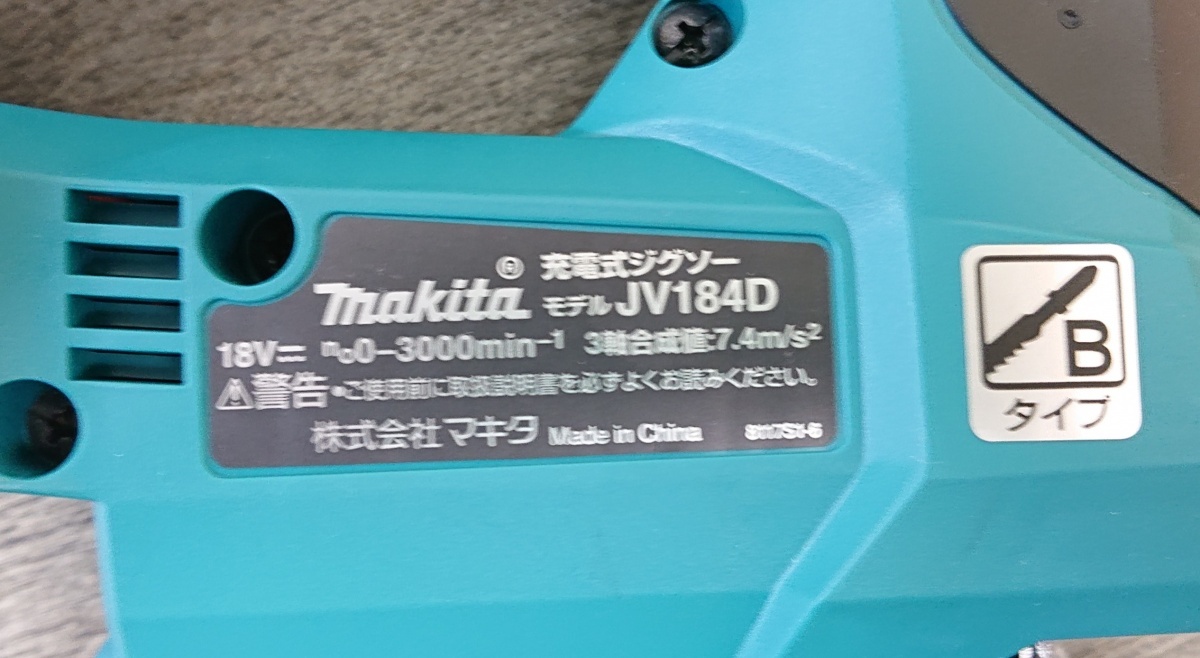 ® 充電式ジグソー
makita モデル JV184D
18V⎓ n₀0-3000min⁻¹ 3軸合成値:7.4m/s²
⚠警告・ご使用前に取扱説明書を必ずよくお読みください。
株式会社マキタ Made in China
B
タイプ